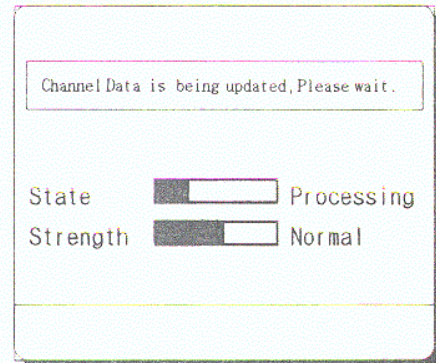 Channel Data is being updated,Please wait.
State Processing
Strength Normal